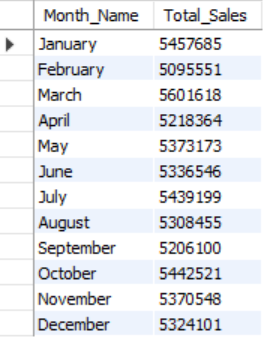 Month_Name Total_Sales
January 5457685
February 5095551
March 5601618
April 5218364
May 5373173
June 5336546
July 5439199
August 5308455
September 5206100
October 5442521
November 5370548
December 5324101